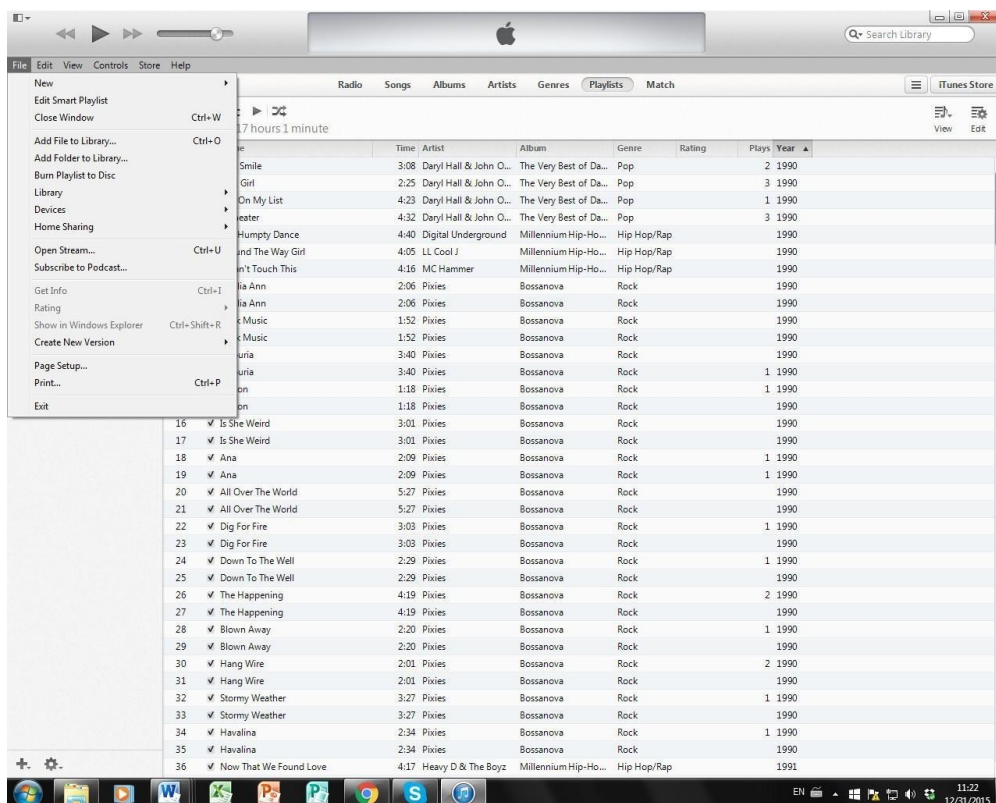 Search Library
File Edit View Controls Store Help
New
Edit Smart Playlist
Close Window Ctrl+W
Add File to Library... Ctrl+O
Add Folder to Library...
Burn Playlist to Disc
Library
Devices
Home Sharing
Open Stream... Ctrl+U
Subscribe to Podcast...
Get Info Ctrl+I
Rating
Show in Windows Explorer Ctrl+Shift+R
Create New Version
Page Setup...
Print... Ctrl+P
Exit
Radio Songs Albums Artists Genres Playlists Match iTunes Store
17 hours 1 minute View Edit
Time Artist Album Genre Rating Plays Year
Smile 3:08 Daryl Hall & John O... The Very Best of Da... Pop 2 1990
Girl 2:25 Daryl Hall & John O... The Very Best of Da... Pop 3 1990
On My List 4:23 Daryl Hall & John O... The Very Best of Da... Pop 1 1990
eater 4:32 Daryl Hall & John O... The Very Best of Da... Pop 3 1990
Humpty Dance 4:40 Digital Underground Millennium Hip-Ho... Hip Hop/Rap 1990
und The Way Girl 4:05 LL Cool J Millennium Hip-Ho... Hip Hop/Rap 1990
n't Touch This 4:16 MC Hammer Millennium Hip-Ho... Hip Hop/Rap 1990
lia Ann 2:06 Pixies Bossanova Rock 1990
lia Ann 2:06 Pixies Bossanova Rock 1990
k Music 1:52 Pixies Bossanova Rock 1990
k Music 1:52 Pixies Bossanova Rock 1990
uria 3:40 Pixies Bossanova Rock 1990
uria 3:40 Pixies Bossanova Rock 1 1990
on 1:18 Pixies Bossanova Rock 1 1990
on 1:18 Pixies Bossanova Rock 1990
16 Is She Weird 3:01 Pixies Bossanova Rock 1990
17 Is She Weird 3:01 Pixies Bossanova Rock 1990
18 Ana 2:09 Pixies Bossanova Rock 1 1990
19 Ana 2:09 Pixies Bossanova Rock 1 1990
20 All Over The World 5:27 Pixies Bossanova Rock 1990
21 All Over The World 5:27 Pixies Bossanova Rock 1990
22 Dig For Fire 3:03 Pixies Bossanova Rock 1 1990
23 Dig For Fire 3:03 Pixies Bossanova Rock 1990
24 Down To The Well 2:29 Pixies Bossanova Rock 1 1990
25 Down To The Well 2:29 Pixies Bossanova Rock 1990
26 The Happening 4:19 Pixies Bossanova Rock 2 1990
27 The Happening 4:19 Pixies Bossanova Rock 1990
28 Blown Away 2:20 Pixies Bossanova Rock 1 1990
29 Blown Away 2:20 Pixies Bossanova Rock 1990
30 Hang Wire 2:01 Pixies Bossanova Rock 2 1990
31 Hang Wire 2:01 Pixies Bossanova Rock 1990
32 Stormy Weather 3:27 Pixies Bossanova Rock 1 1990
33 Stormy Weather 3:27 Pixies Bossanova Rock 1990
34 Havalina 2:34 Pixies Bossanova Rock 1 1990
35 Havalina 2:34 Pixies Bossanova Rock 1990
36 Now That We Found Love 4:17 Heavy D & The Boyz Millennium Hip-Ho... Hip Hop/Rap 1991
EN 11:22
12/31/2015